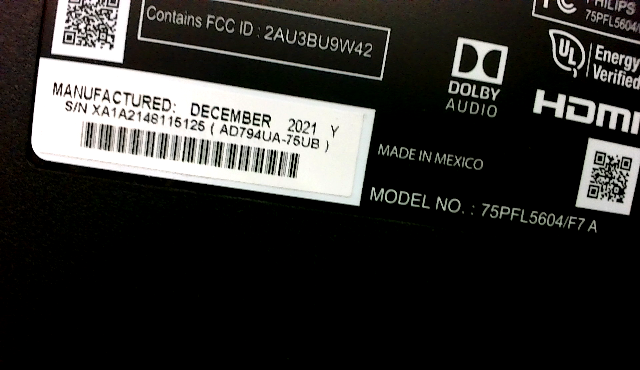 Contains FCC ID : 2AU3BU9W42
PHILIPS
75PFL5604/
DOLBY
AUDIO
UL
Energy
Verified
HDMI
MANUFACTURED: DECEMBER 2021 Y
S/N XA1A2148115125 ( AD794UA-75UB )
MADE IN MEXICO
MODEL NO. : 75PFL5604/F7 A